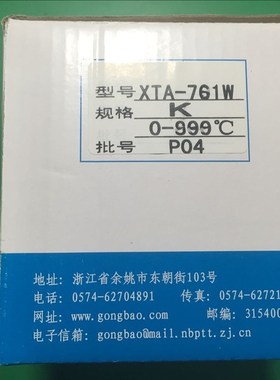 型号 XTA-761W
规格 K
0-999℃
批号 P04
地址: 浙江省余姚市东朝街103号
电话: 0574-62704891 传真: 0574-62721
网址: www.gongbao.com 邮编: 315400
电子信箱: gongbao@mail.nbptt.zj.cn